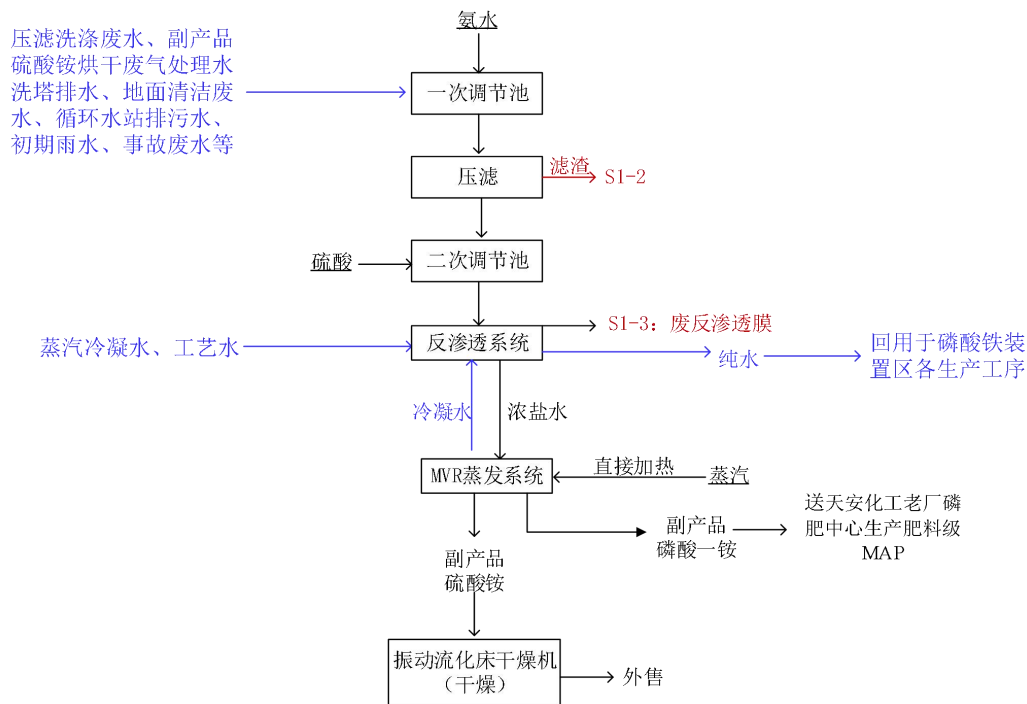 氨水
压滤洗涤废水、副产品
硫酸铵烘干废气处理水
洗塔排水、地面清洁废
水、循环水站排污水、
初期雨水、事故废水等
一次调节池
压滤
滤渣
S1-2
硫酸
二次调节池
S1-3：废反渗透膜
蒸汽冷凝水、工艺水
反渗透系统
纯水
回用于磷酸铁装
置区各生产工序
冷凝水
浓盐水
MVR蒸发系统
直接加热
蒸汽
副产品
磷酸一铵
送天安化工老厂磷
肥中心生产肥料级
MAP
副产品
硫酸铵
振动流化床干燥机
（干燥）
外售